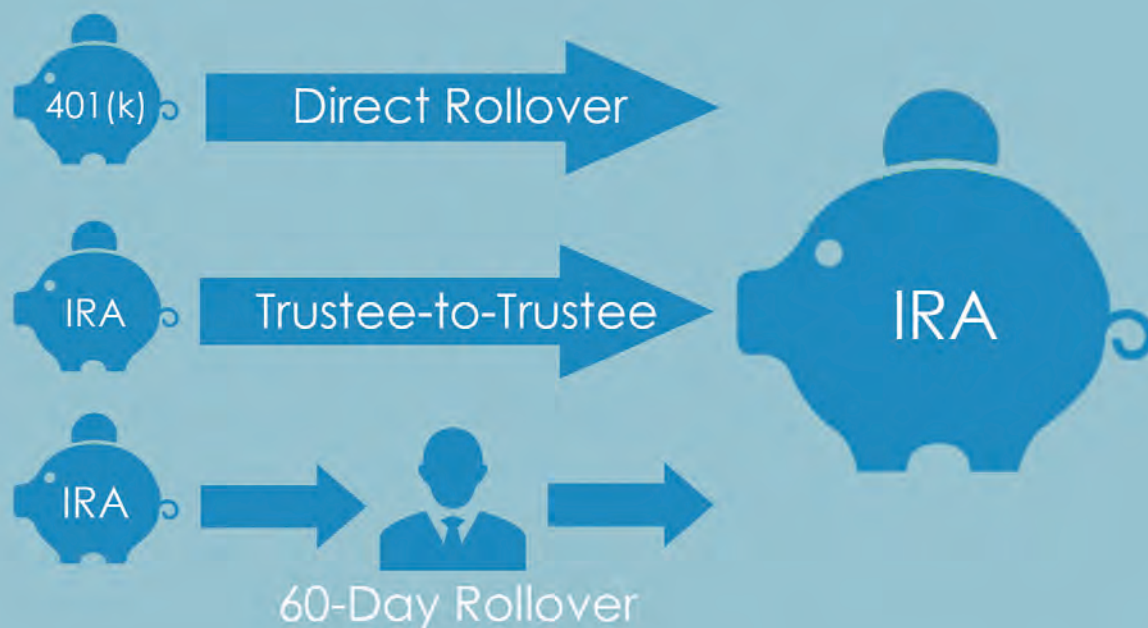 401(k)
Direct Rollover
IRA
Trustee-to-Trustee
IRA
IRA
60-Day Rollover